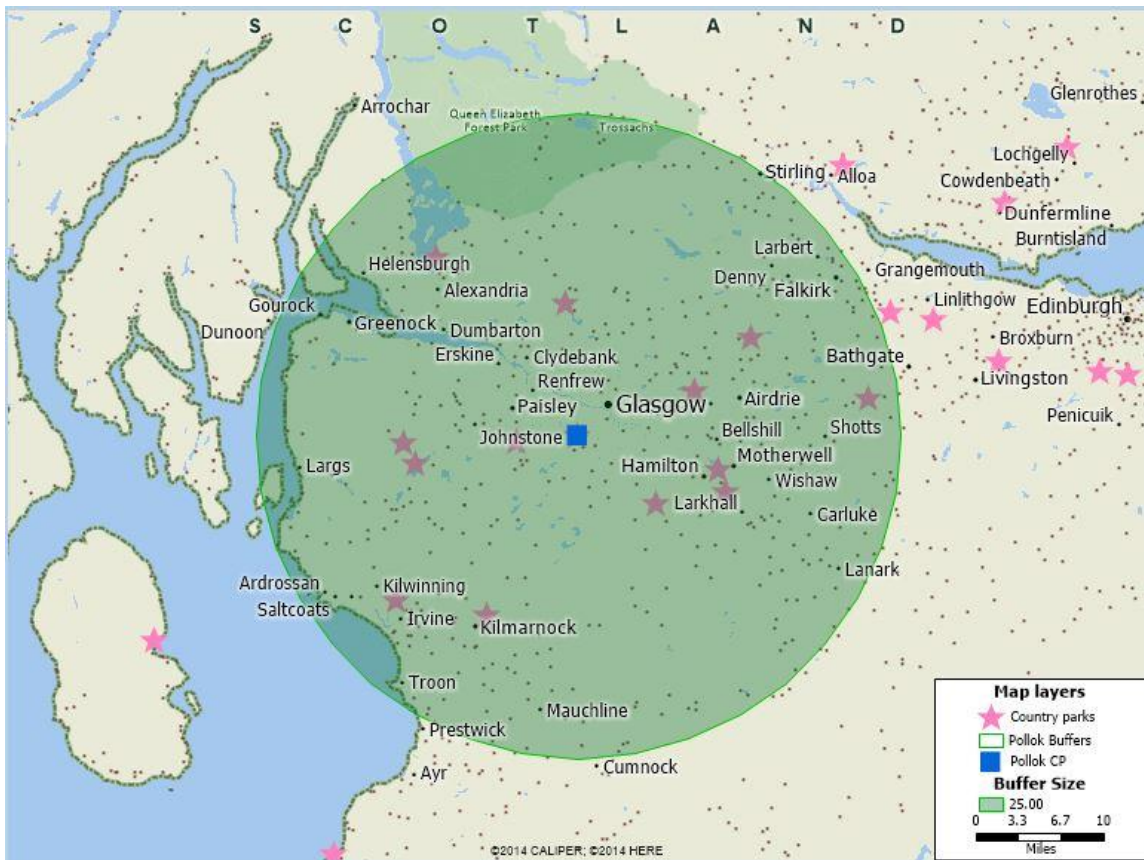 S C O T L A N D
Arrochar
Glenrothes
Queen Elizabeth
Forest Park
Trossachs
Lochgelly
Stirling
Alloa
Cowdenbeath
Dunfermline
Burntisland
Larbert
Helensburgh
Denny
Grangemouth
Alexandria
Falkirk
Linlithgow
Gourock
Edinburgh
Dunoon
Greenock
Dumbarton
Broxburn
Erskine
Clydebank
Bathgate
Renfrew
Livingston
Paisley
Glasgow
Airdrie
Penicuik
Johnstone
Bellshill
Shotts
Largs
Hamilton
Motherwell
Wishaw
Larkhall
Carluke
Lanark
Ardrossan
Kilwinning
Saltcoats
Irvine
Kilmarnock
Troon
Mauchline
Prestwick
Ayr
Cumnock
Map layers
Country parks
Pollok Buffers
Pollok CP
Buffer Size
25.00
0 3.3 6.7 10
Miles
©2014 CALIPER; ©2014 HERE